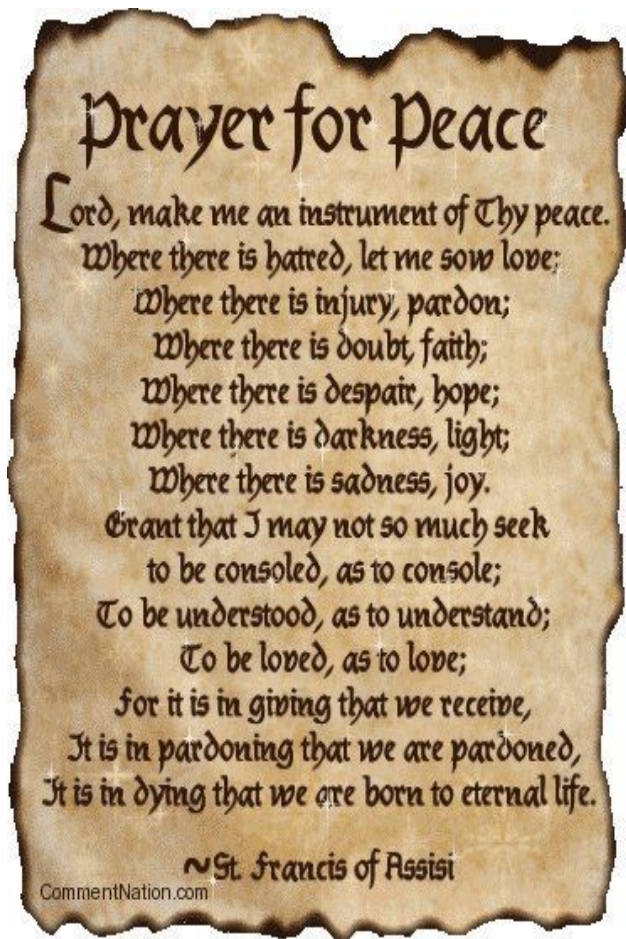 Prayer for Peace
Lord, make me an instrument of Thy peace.
Where there is hatred, let me sow love;
Where there is injury, pardon;
Where there is doubt, faith;
Where there is despair, hope;
Where there is darkness, light;
Where there is sadness, joy.
Grant that I may not so much seek
to be consoled, as to console;
To be understood, as to understand;
To be loved, as to love;
For it is in giving that we receive,
It is in pardoning that we are pardoned,
It is in dying that we are born to eternal life.
~St. Francis of Assisi
CommentNation.com